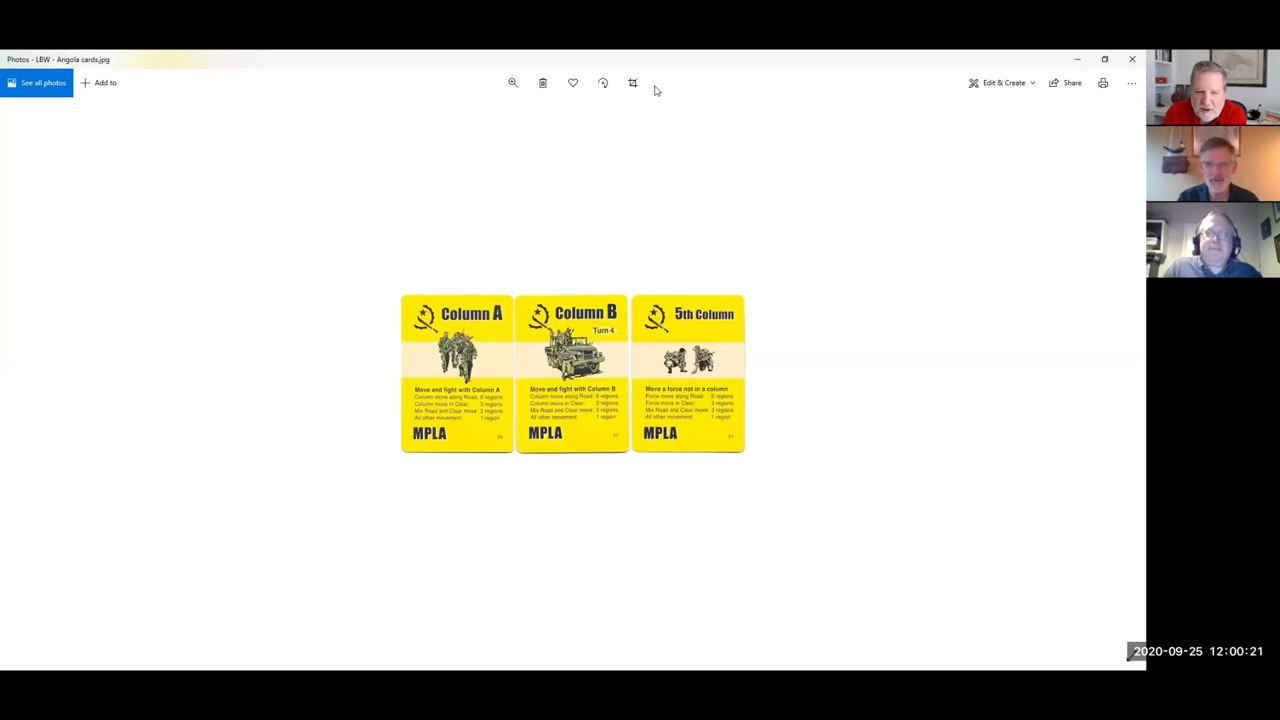 Photos - LBW - Angola cards.jpg
See all photos
Add to
Edit & Create
Share
Column A
Move and fight with Column A
Column move along Road: 6 regions
Column move in Clear: 3 regions
Mix Road and Clear move: 3 regions
All other movement: 1 region
MPLA
24
Column B
Turn 4
Move and fight with Column B
Column move along Road: 6 regions
Column move in Clear: 3 regions
Mix Road and Clear move: 3 regions
All other movement: 1 region
MPLA
5th Column
Move a force not in a column
Force move along Road: 6 regions
Force move in Clear: 3 regions
Mix Road and Clear move: 3 regions
All other movement: 1 region
MPLA
31
2020-09-25 12:00:21